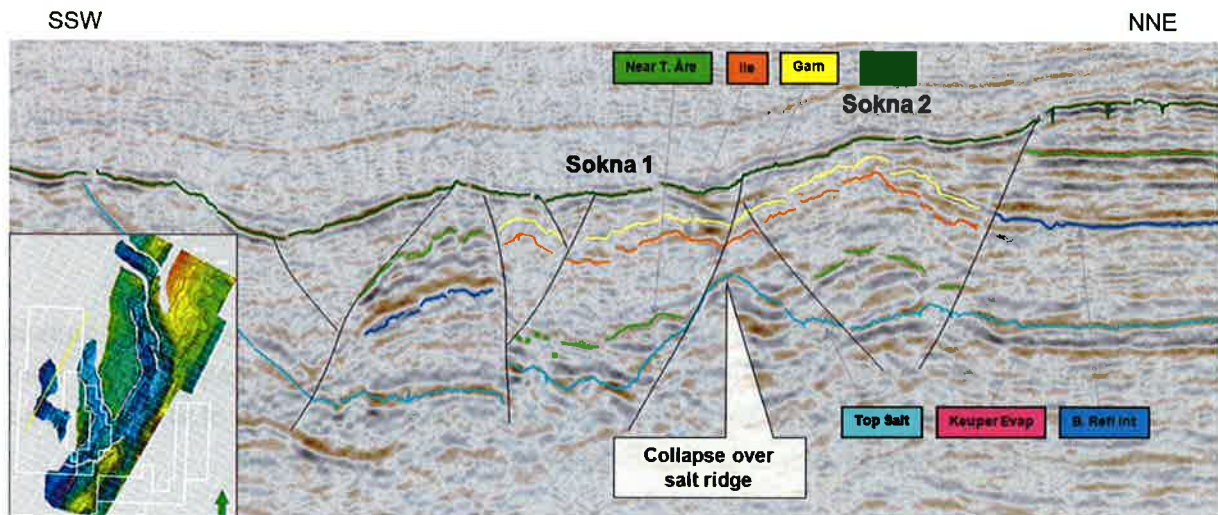 SSW
NNE
Near T. Åre
Ile
Garn
Sokna 2
Sokna 1
Top Salt
Keuper Evap
B. Refl Int
Collapse over
salt ridge